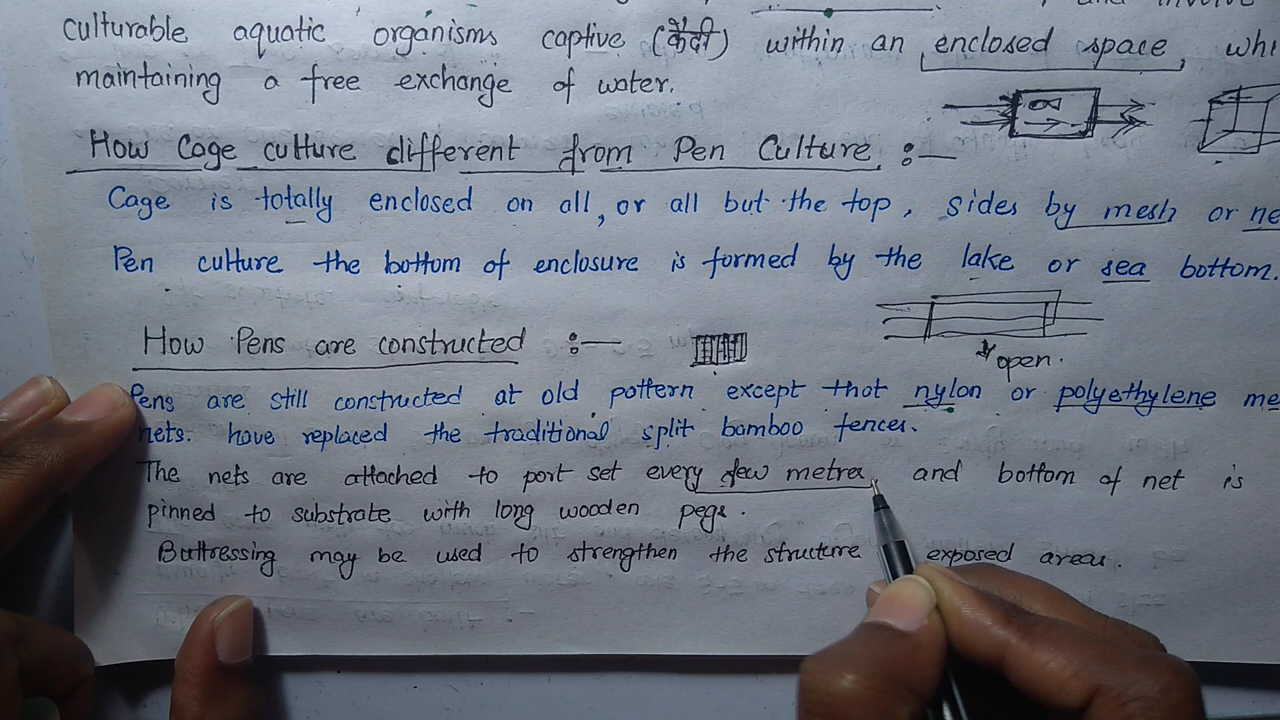 and involve
culturable aquatic organisms captive (कैदी) within an enclosed space, whi
maintaining a free exchange of water.
How Cage culture different from Pen Culture :—
Cage is totally enclosed on all, or all but the top, sides by mesh or ne
Pen culture the bottom of enclosure is formed by the lake or sea bottom.
open.
How Pens are constructed :—
Pens are still constructed at old pattern except that nylon or polyethylene me
nets. have replaced the traditional split bamboo fences.
The nets are attached to port set every few metres, and bottom of net is
pinned to substrate with long wooden pegs.
Buttressing may be used to strengthen the structure exposed areas.